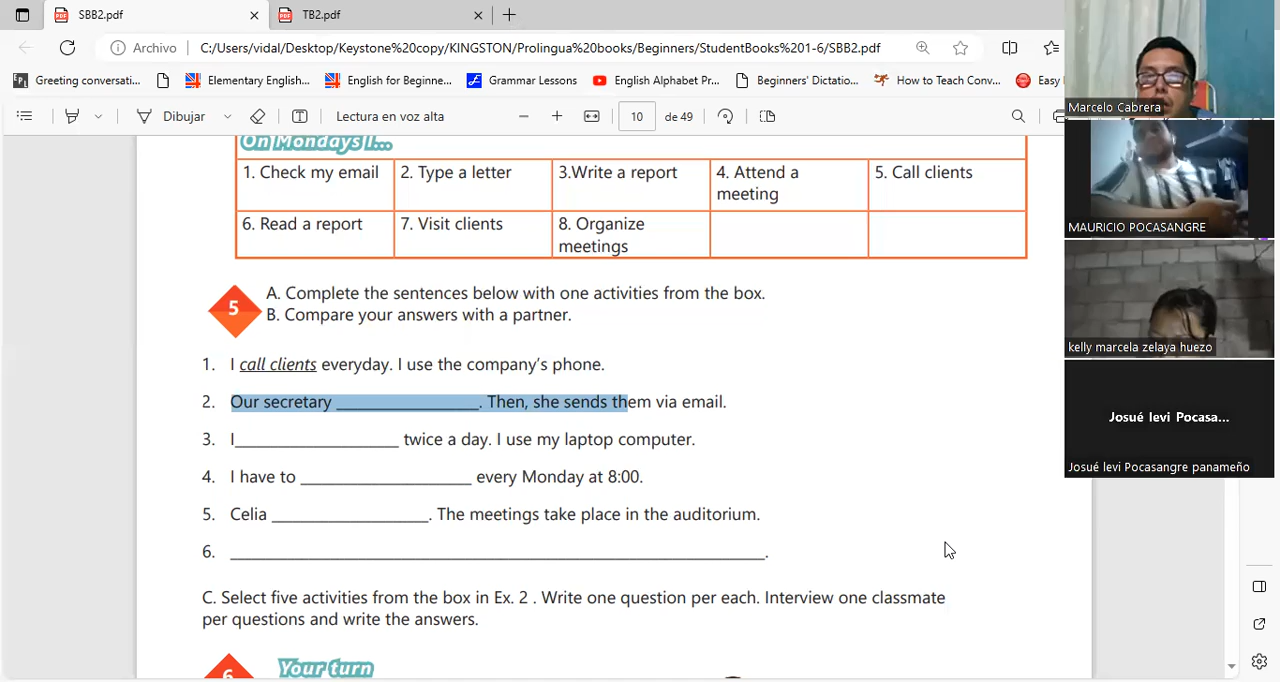 SBB2.pdf
TB2.pdf
Archivo
C:/Users/vidal/Desktop/Keystone%20copy/KINGSTON/Prolingua%20books/Beginners/StudentBooks%201-6/SBB2.pdf
Greeting conversati...
Elementary English...
English for Beginne...
Grammar Lessons
English Alphabet Pr...
Beginners' Dictatio...
How to Teach Conv...
Easy
Dibujar
Lectura en voz alta
10
de 49
On Mondays I...
1. Check my email
2. Type a letter
3.Write a report
4. Attend a
meeting
5. Call clients
6. Read a report
7. Visit clients
8. Organize
meetings
5
A. Complete the sentences below with one activities from the box.
B. Compare your answers with a partner.
1. I call clients everyday. I use the company's phone.
2. Our secretary _________________. Then, she sends them via email.
3. I___________________ twice a day. I use my laptop computer.
4. I have to ____________________ every Monday at 8:00.
5. Celia __________________. The meetings take place in the auditorium.
6. ______________________________________________________________.
C. Select five activities from the box in Ex. 2 . Write one question per each. Interview one classmate
per questions and write the answers.
6
Your turn
Marcelo Cabrera
MAURICIO POCASANGRE
kelly marcela zelaya huezo
Josué levi Pocasa...
Josué levi Pocasangre panameño